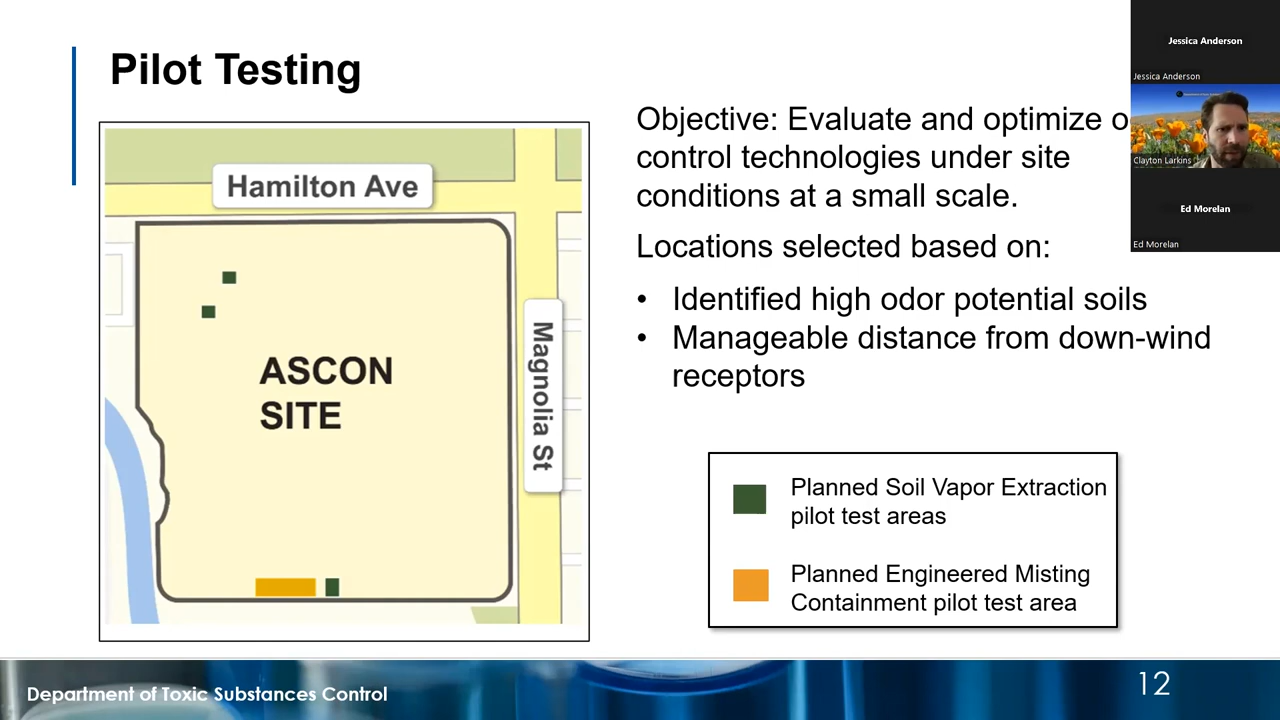 Pilot Testing
Hamilton Ave
Magnolia St
ASCON
SITE
Objective: Evaluate and optimize
control technologies under site
conditions at a small scale.
Locations selected based on:
• Identified high odor potential soils
• Manageable distance from down-wind
receptors
Planned Soil Vapor Extraction
pilot test areas
Planned Engineered Misting
Containment pilot test area
Jessica Anderson
Jessica Anderson
Clayton Larkins
Ed Morelan
Ed Morelan
Department of Toxic Substances Control
12